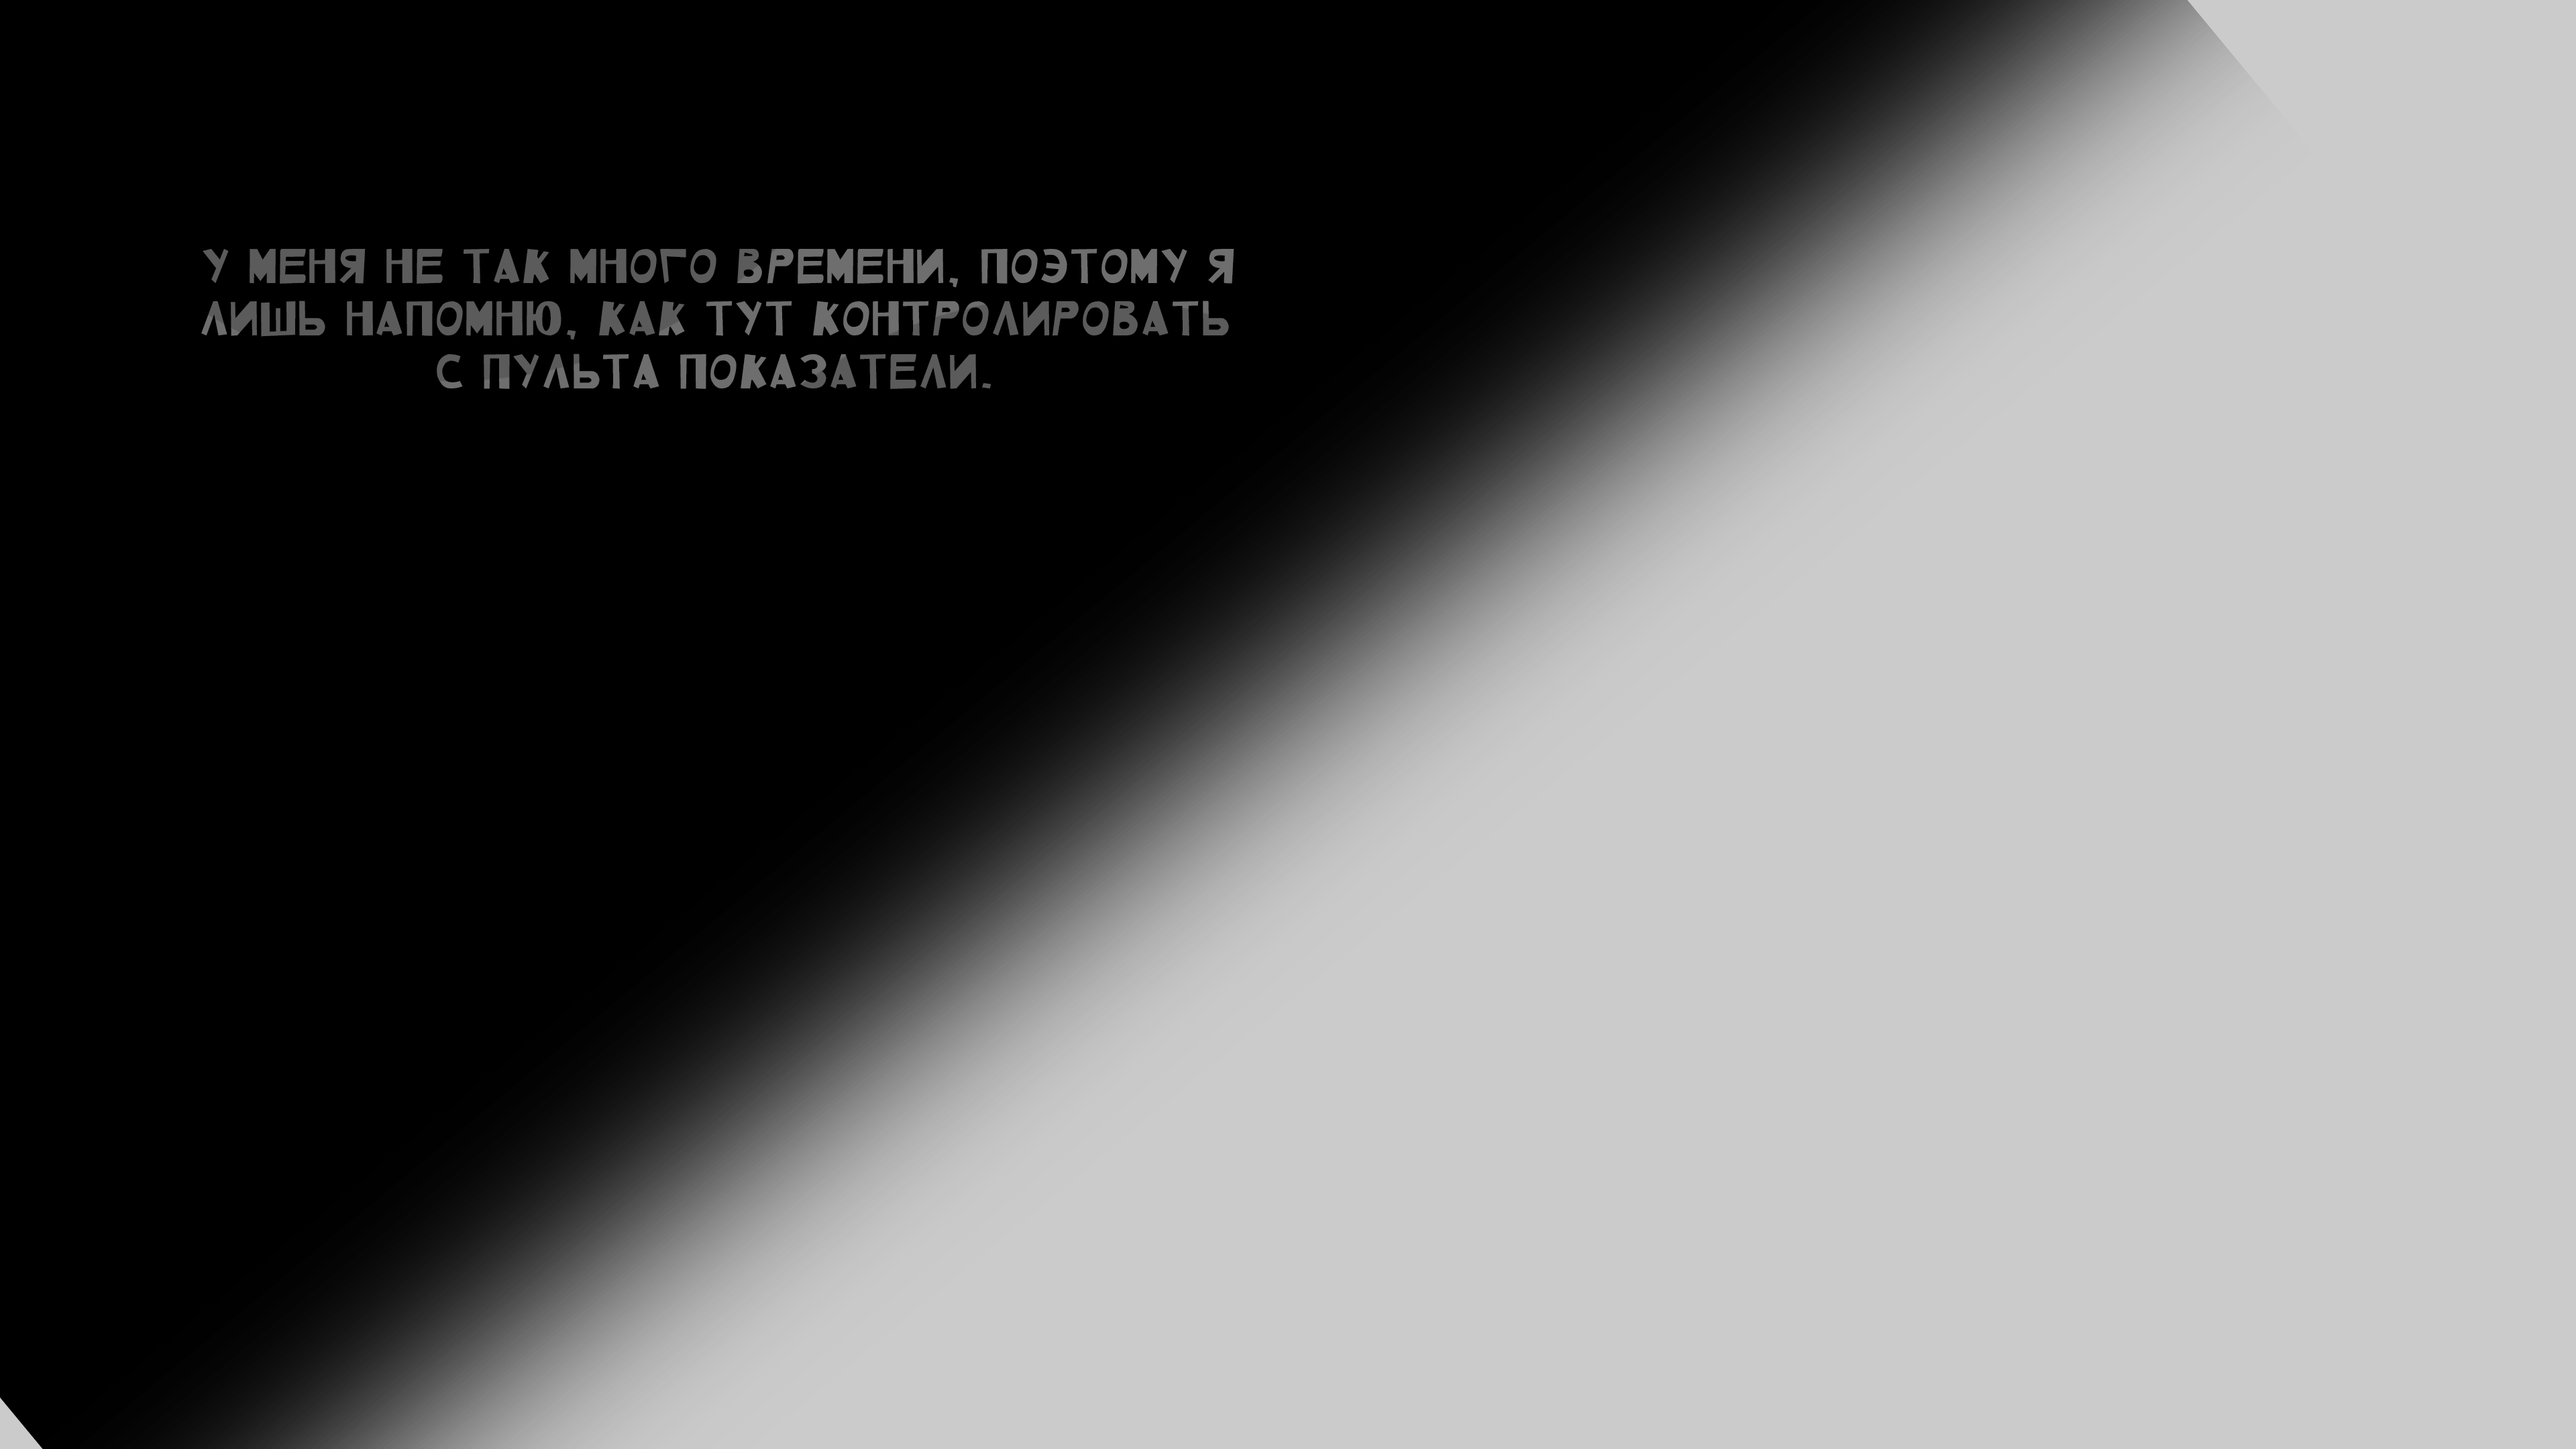 У МЕНЯ НЕ ТАК МНОГО ВРЕМЕНИ, ПОЭТОМУ Я
ЛИШЬ НАПОМНЮ, КАК ТУТ КОНТРОЛИРОВАТЬ
С ПУЛЬТА ПОКАЗАТЕЛИ.